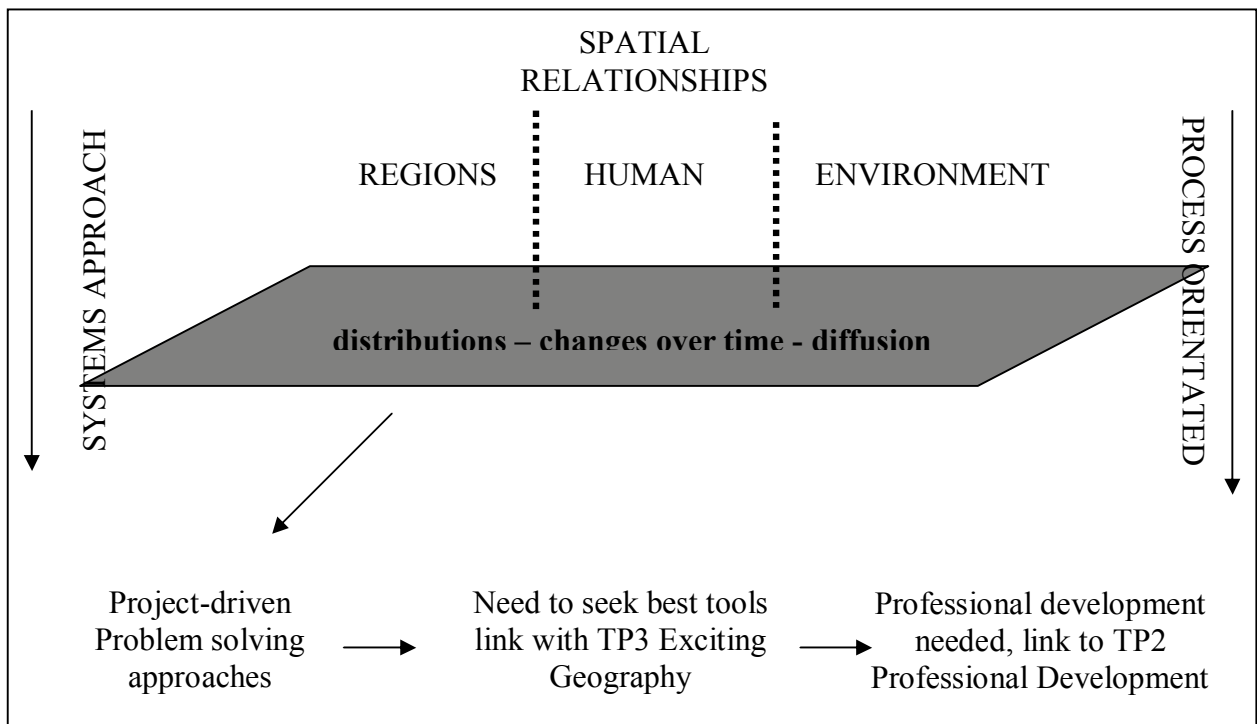 SPATIAL
RELATIONSHIPS
SYSTEMS APPROACH
PROCESS ORIENTATED
REGIONS
HUMAN
ENVIRONMENT
distributions – changes over time - diffusion
Project-driven
Problem solving
approaches
Need to seek best tools
link with TP3 Exciting
Geography
Professional development
needed, link to TP2
Professional Development